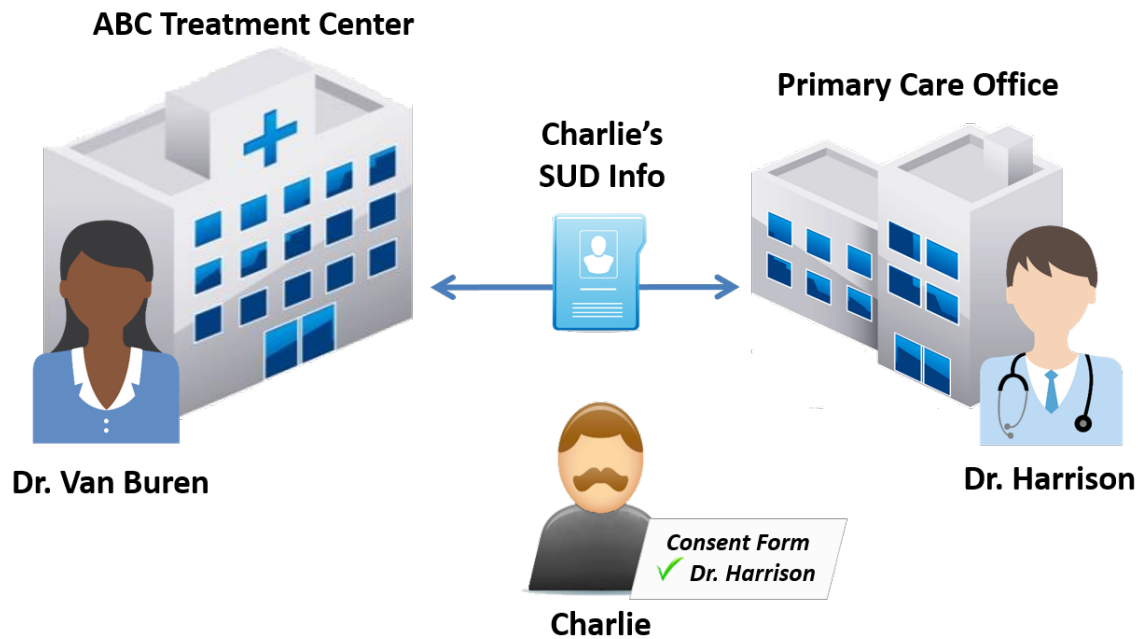 ABC Treatment Center
Primary Care Office
Charlie’s
SUD Info
Dr. Van Buren
Dr. Harrison
Consent Form
Dr. Harrison
Charlie